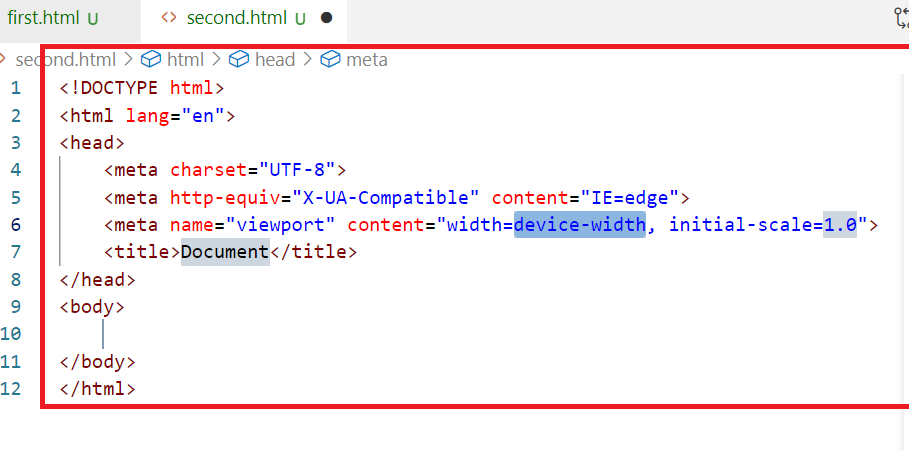 first.html U
<> second.html U ●
second.html > html > head > meta
1 <!DOCTYPE html>
2 <html lang="en">
3 <head>
4     <meta charset="UTF-8">
5     <meta http-equiv="X-UA-Compatible" content="IE=edge">
6     <meta name="viewport" content="width=device-width, initial-scale=1.0">
7     <title>Document</title>
8 </head>
9 <body>
10
11 </body>
12 </html>